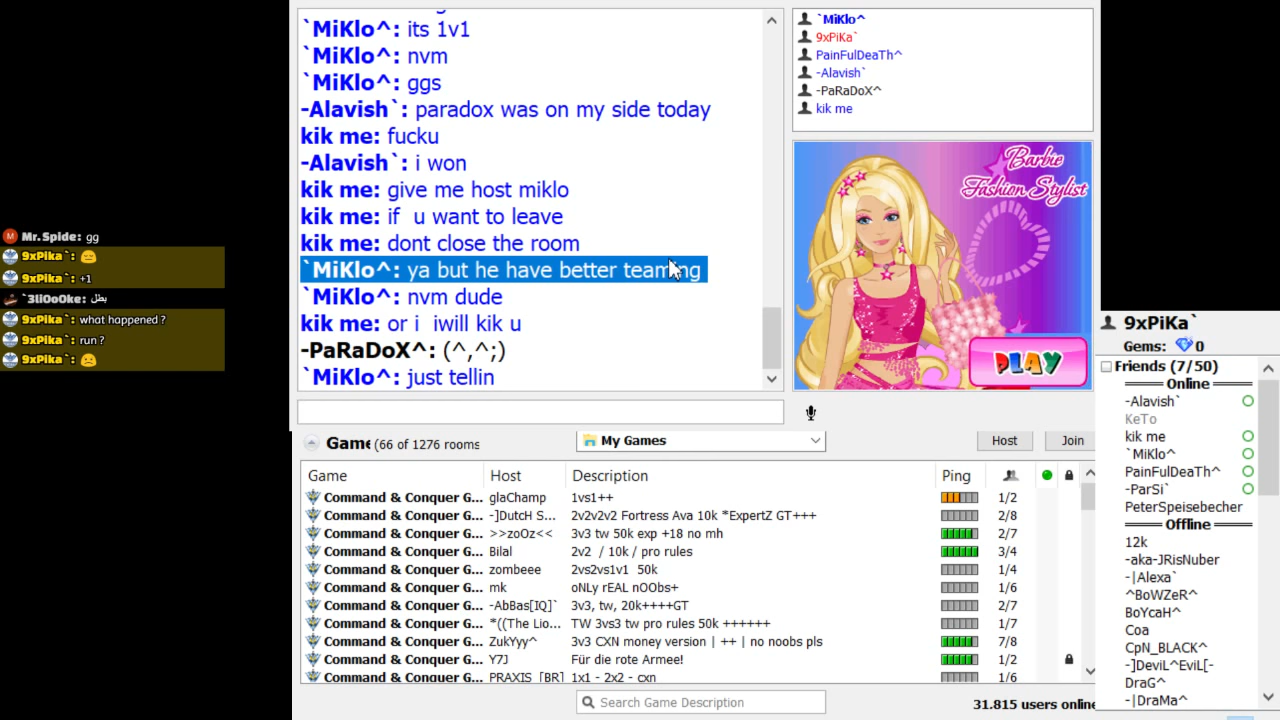 `MiKlo^: its 1v1
`MiKlo^: nvm
`MiKlo^: ggs
-Alavish`: paradox was on my side today
kik me: fucku
-Alavish`: i won
kik me: give me host miklo
kik me: if  u want to leave
kik me: dont close the room
`MiKlo^: ya but he have better teaming
`MiKlo^: nvm dude
kik me: or i  iwill kik u
-PaRaDoX^: (^,^;)
`MiKlo^: just tellin
`MiKlo^
9xPiKa`
PainFulDeaTh^
-Alavish`
-PaRaDoX^
kik me
Barbie
Fashion Stylist
PLAY
M Mr.Spide: gg
9xPika`: 😑
9xPika`: +1
`3liOoOke: بطل
9xPika`: what happened ?
9xPika`: run ?
9xPika`: ☹️
9xPiKa`
Gems: 0
Friends (7/50)
Online
-Alavish`
KeTo
kik me
`MiKlo^
PainFulDeaTh^
-ParSi`
PeterSpeisebecher
Offline
12k
-aka-JRisNuber
-|Alexa`
^BoWZeR^
BoYcaH^
Coa
CpN_BLACK^
-]DeviL^EviL[-
DraG^
-|DraMa^
Game (66 of 1276 rooms
My Games
Host
Join
Game Host Description Ping
Command & Conquer G... glaChamp 1vs1++ 1/2
Command & Conquer G... -]DutcH S... 2v2v2v2 Fortress Ava 10k *ExpertZ GT+++ 2/8
Command & Conquer G... >>zoOz<< 3v3 tw 50k exp +18 no mh 2/7
Command & Conquer G... Bilal 2v2  / 10k / pro rules 3/4
Command & Conquer G... zombeee 2vs2vs1v1  50k 1/4
Command & Conquer G... mk oNLy rEAL nOObs+ 1/6
Command & Conquer G... -AbBas[IQ]` 3v3, tw, 20k++++GT 2/7
Command & Conquer G... *((The Lio... TW 3vs3 tw pro rules 50k ++++++ 1/7
Command & Conquer G... ZukYyy^ 3v3 CXN money version | ++ | no noobs pls 7/8
Command & Conquer G... Y7J Für die rote Armee! 1/2
Command & Conquer G... PRAXIS [BR] 1x1 - 2x2 - cxn 1/6
Search Game Description
31.815 users online